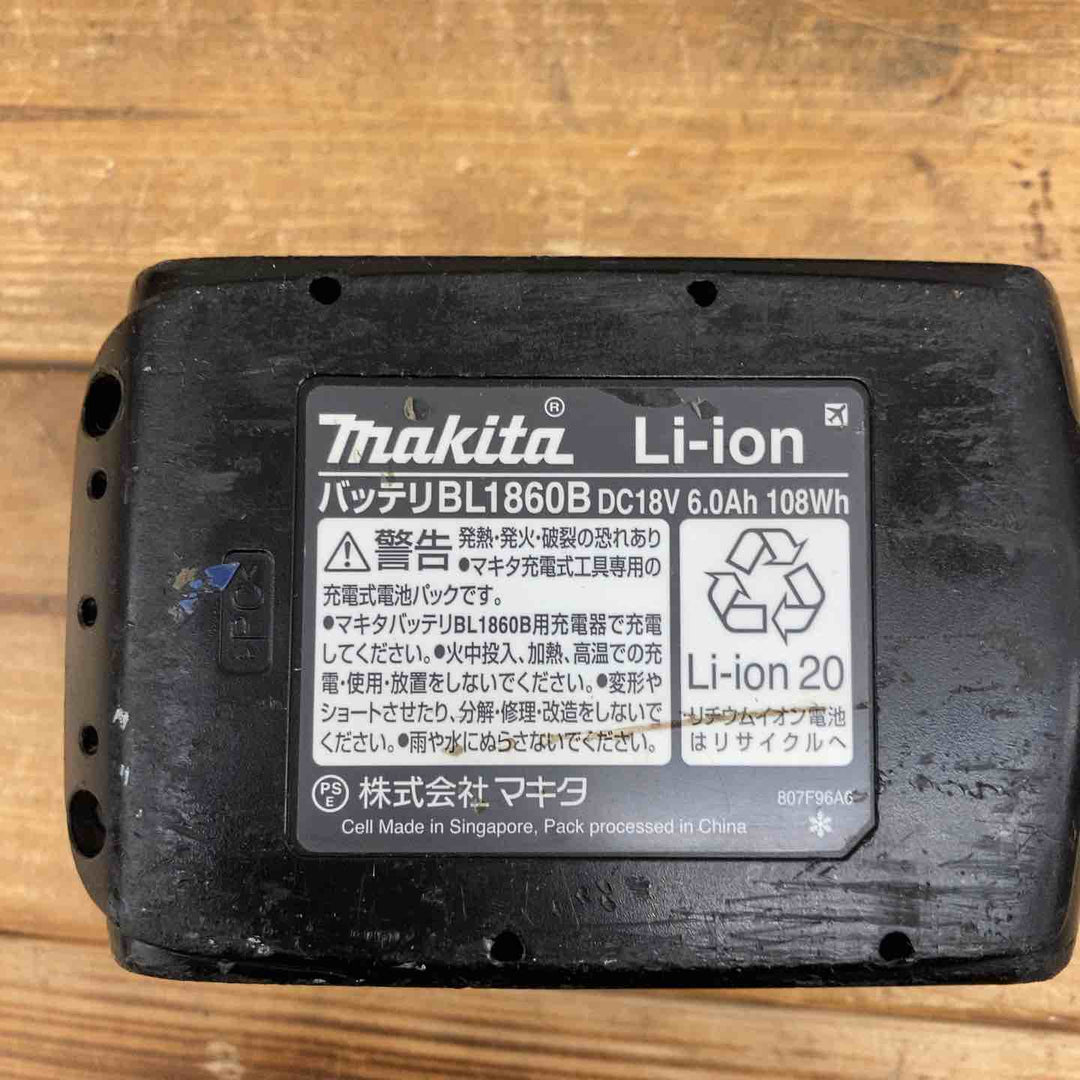 makita® Li-ion
バッテリBL1860B DC18V 6.0Ah 108Wh
警告 発熱・発火・破裂の恐れあり
●マキタ充電式工具専用の
充電式電池パックです。
●マキタバッテリBL1860B用充電器で充電
してください。●火中投入、加熱、高温での充
電・使用・放置をしないでください。●変形や
ショートさせたり、分解・修理・改造をしないで
ください。●雨や水にぬらさないでください。
Li-ion 20
リチウムイオン電池
はリサイクルへ
PSE 株式会社 マキタ
807F96A6
Cell Made in Singapore, Pack processed in China